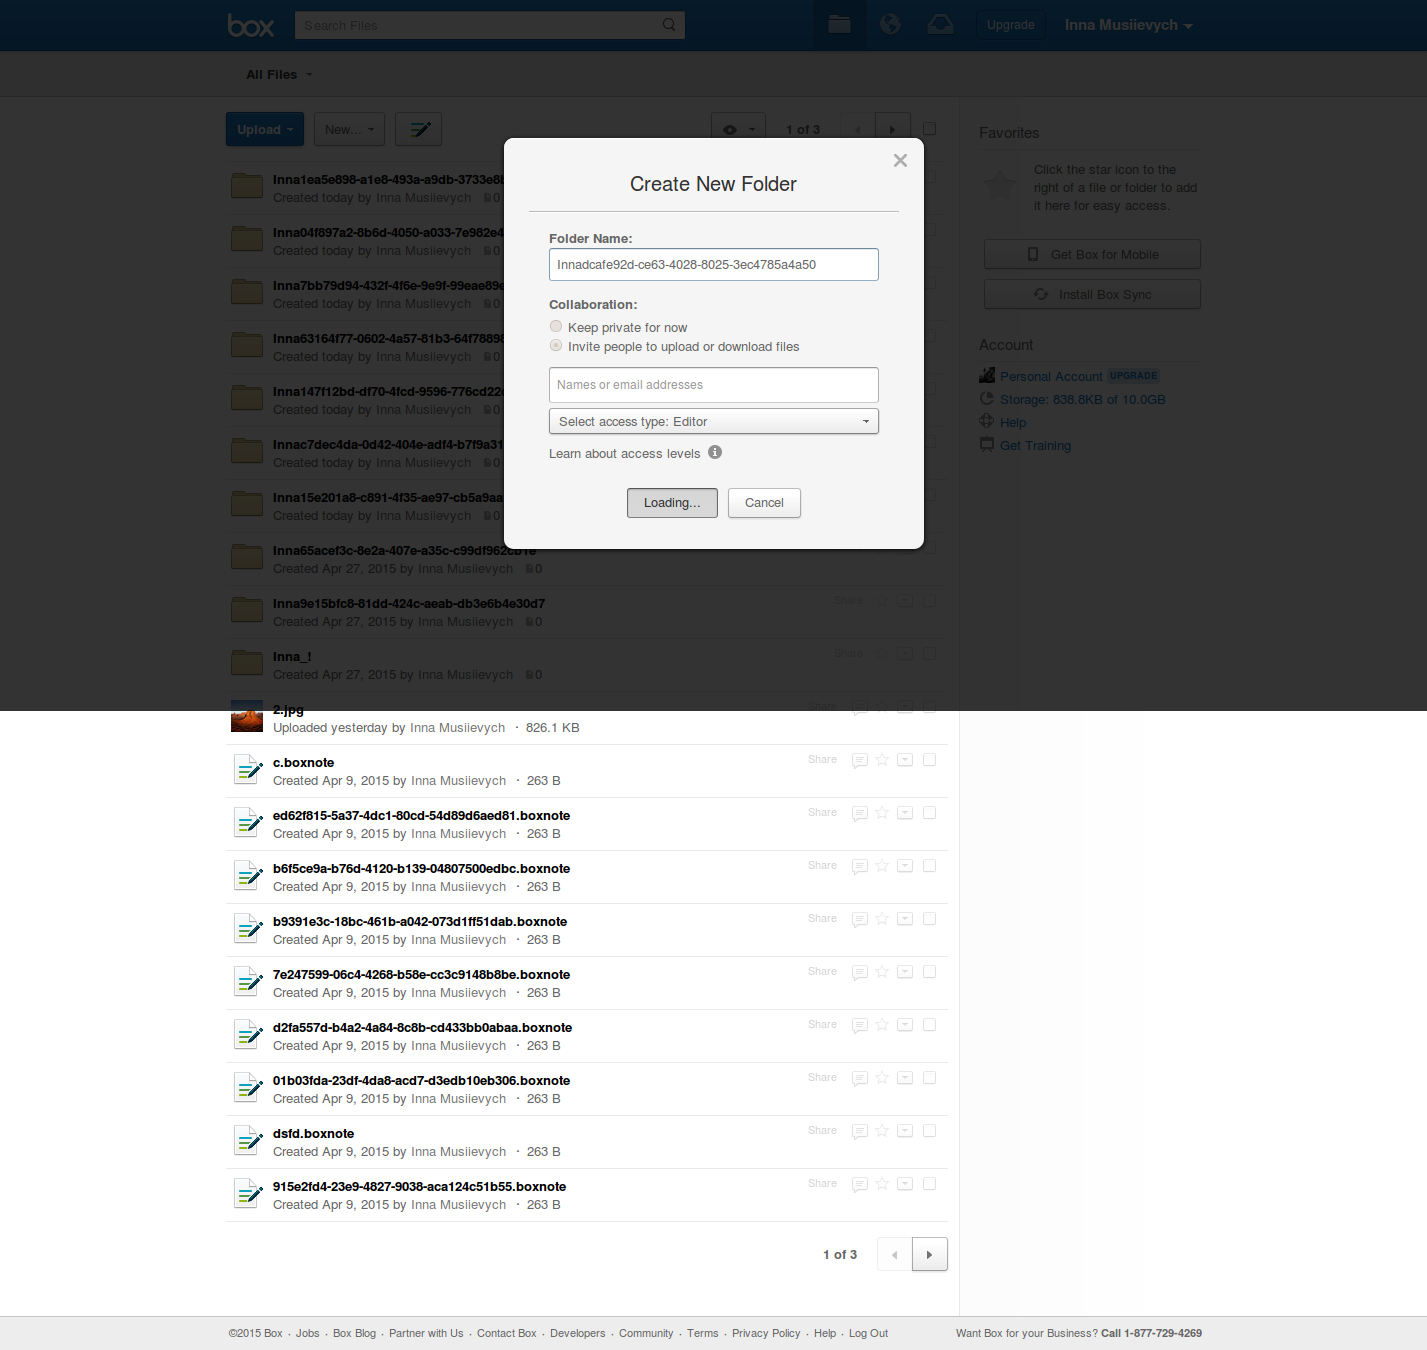 box
Search Files
Upgrade
Inna Musiievych
All Files
Upload
New...
1 of 3
Favorites
Click the star icon to the
right of a file or folder to add
it here for easy access.
Get Box for Mobile
Install Box Sync
Account
Personal Account UPGRADE
Storage: 838.8KB of 10.0GB
Help
Get Training
Create New Folder
Folder Name:
Innadcafe92d-ce63-4028-8025-3ec4785a4a50
Collaboration:
Keep private for now
Invite people to upload or download files
Names or email addresses
Select access type: Editor
Learn about access levels
Loading...
Cancel
Inna1ea5e898-a1e8-493a-a9db-3733e8
Created today by Inna Musiievych 0
Inna04f897a2-8b6d-4050-a033-7e982e4
Created today by Inna Musiievych 0
Inna7bb79d94-432f-4f6e-9e9f-99eae89e
Created today by Inna Musiievych 0
Inna63164f77-0602-4a57-81b3-64f78898
Created today by Inna Musiievych 0
Inna147f12bd-df70-4fcd-9596-776cd22
Created today by Inna Musiievych 0
Innac7dec4da-0d42-404e-adf4-b7f9a31
Created today by Inna Musiievych 0
Inna15e201a8-c891-4f35-ae97-cb5a9aa
Created today by Inna Musiievych 0
Inna65acef3c-8e2a-407e-a35c-c99df962cb1e
Created Apr 27, 2015 by Inna Musiievych 0
Inna9e15bfc8-81dd-424c-aeab-db3e6b4e30d7
Share
Created Apr 27, 2015 by Inna Musiievych 0
Inna_!
Share
Created Apr 27, 2015 by Inna Musiievych 0
2.jpg
Share
Uploaded yesterday by Inna Musiievych · 826.1 KB
c.boxnote
Share
Created Apr 9, 2015 by Inna Musiievych · 263 B
ed62f815-5a37-4dc1-80cd-54d89d6aed81.boxnote
Share
Created Apr 9, 2015 by Inna Musiievych · 263 B
b6f5ce9a-b76d-4120-b139-04807500edbc.boxnote
Share
Created Apr 9, 2015 by Inna Musiievych · 263 B
b9391e3c-18bc-461b-a042-073d1ff51dab.boxnote
Share
Created Apr 9, 2015 by Inna Musiievych · 263 B
7e247599-06c4-4268-b58e-cc3c9148b8be.boxnote
Share
Created Apr 9, 2015 by Inna Musiievych · 263 B
d2fa557d-b4a2-4a84-8c8b-cd433bb0abaa.boxnote
Share
Created Apr 9, 2015 by Inna Musiievych · 263 B
01b03fda-23df-4da8-acd7-d3edb10eb306.boxnote
Share
Created Apr 9, 2015 by Inna Musiievych · 263 B
dsfd.boxnote
Share
Created Apr 9, 2015 by Inna Musiievych · 263 B
915e2fd4-23e9-4827-9038-aca124c51b55.boxnote
Share
Created Apr 9, 2015 by Inna Musiievych · 263 B
1 of 3
©2015 Box · Jobs · Box Blog · Partner with Us · Contact Box · Developers · Community · Terms · Privacy Policy · Help · Log Out
Want Box for your Business? Call 1-877-729-4269